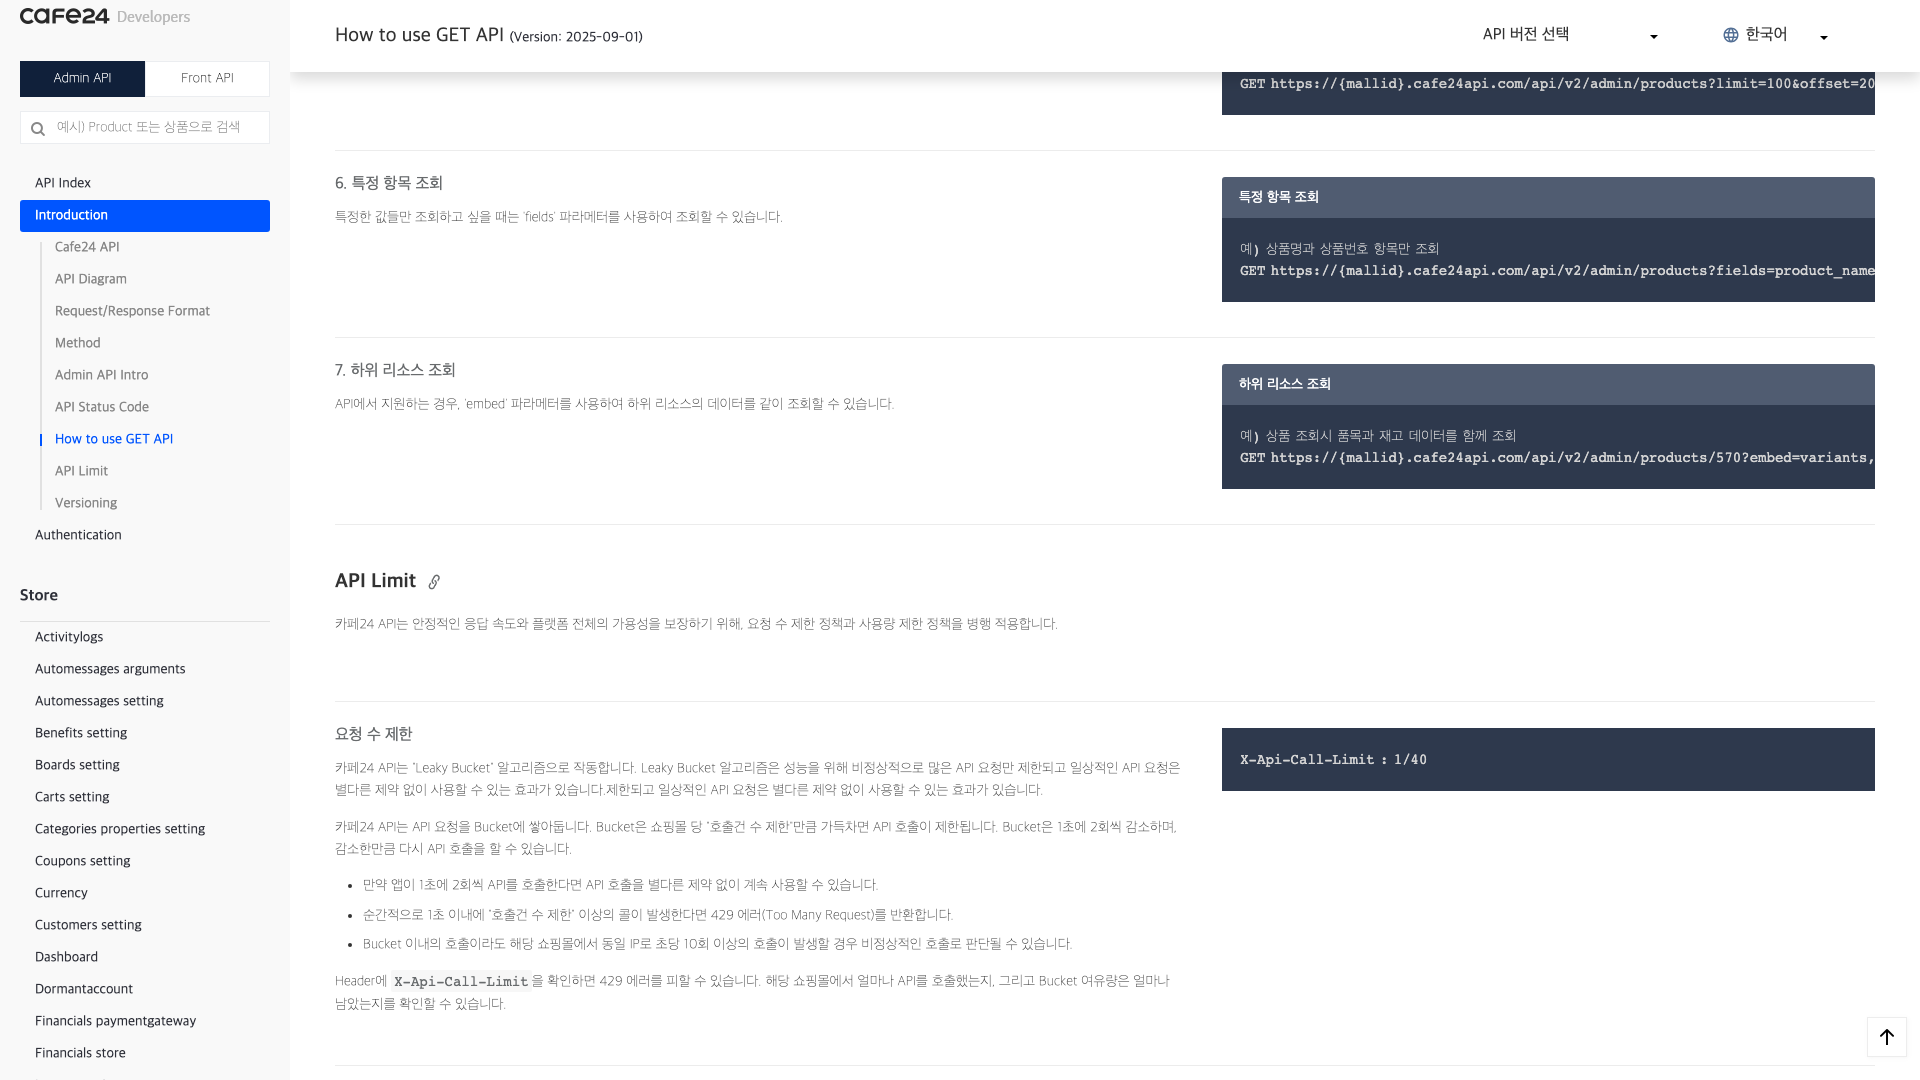 cafe24 Developers
Admin API
Front API
예시) Product 또는 상품으로 검색
API Index
Introduction
Cafe24 API
API Diagram
Request/Response Format
Method
Admin API Intro
API Status Code
How to use GET API
API Limit
Versioning
Authentication
Store
Activitylogs
Automessages arguments
Automessages setting
Benefits setting
Boards setting
Carts setting
Categories properties setting
Coupons setting
Currency
Customers setting
Dashboard
Dormantaccount
Financials paymentgateway
Financials store
How to use GET API (Version: 2025-09-01)
API 버전 선택
한국어
GET https://{mallid}.cafe24api.com/api/v2/admin/products?limit=100&offset=20
6. 특정 항목 조회
특정한 값들만 조회하고 싶을 때는 'fields' 파라메터를 사용하여 조회할 수 있습니다.
특정 항목 조회
예) 상품명과 상품번호 항목만 조회
GET https://{mallid}.cafe24api.com/api/v2/admin/products?fields=product_name
7. 하위 리소스 조회
API에서 지원하는 경우, 'embed' 파라메터를 사용하여 하위 리소스의 데이터를 같이 조회할 수 있습니다.
하위 리소스 조회
예) 상품 조회시 품목과 재고 데이터를 함께 조회
GET https://{mallid}.cafe24api.com/api/v2/admin/products/570?embed=variants,
API Limit
카페24 API는 안정적인 응답 속도와 플랫폼 전체의 가용성을 보장하기 위해, 요청 수 제한 정책과 사용량 제한 정책을 병행 적용합니다.
요청 수 제한
카페24 API는 "Leaky Bucket" 알고리즘으로 작동합니다. Leaky Bucket 알고리즘은 성능을 위해 비정상적으로 많은 API 요청만 제한되고 일상적인 API 요청은
별다른 제약 없이 사용할 수 있는 효과가 있습니다.제한되고 일상적인 API 요청은 별다른 제약 없이 사용할 수 있는 효과가 있습니다.
카페24 API는 API 요청을 Bucket에 쌓아둡니다. Bucket은 쇼핑몰 당 "호출건 수 제한"만큼 가득차면 API 호출이 제한됩니다. Bucket은 1초에 2회씩 감소하며,
감소한만큼 다시 API 호출을 할 수 있습니다.
• 만약 앱이 1초에 2회씩 API를 호출한다면 API 호출을 별다른 제약 없이 계속 사용할 수 있습니다.
• 순간적으로 1초 이내에 "호출건 수 제한" 이상의 콜이 발생한다면 429 에러(Too Many Request)를 반환합니다.
• Bucket 이내의 호출이라도 해당 쇼핑몰에서 동일 IP로 초당 10회 이상의 호출이 발생할 경우 비정상적인 호출로 판단될 수 있습니다.
Header에 X-Api-Call-Limit 을 확인하면 429 에러를 피할 수 있습니다. 해당 쇼핑몰에서 얼마나 API를 호출했는지, 그리고 Bucket 여유량은 얼마나
남았는지를 확인할 수 있습니다.
X-Api-Call-Limit : 1/40